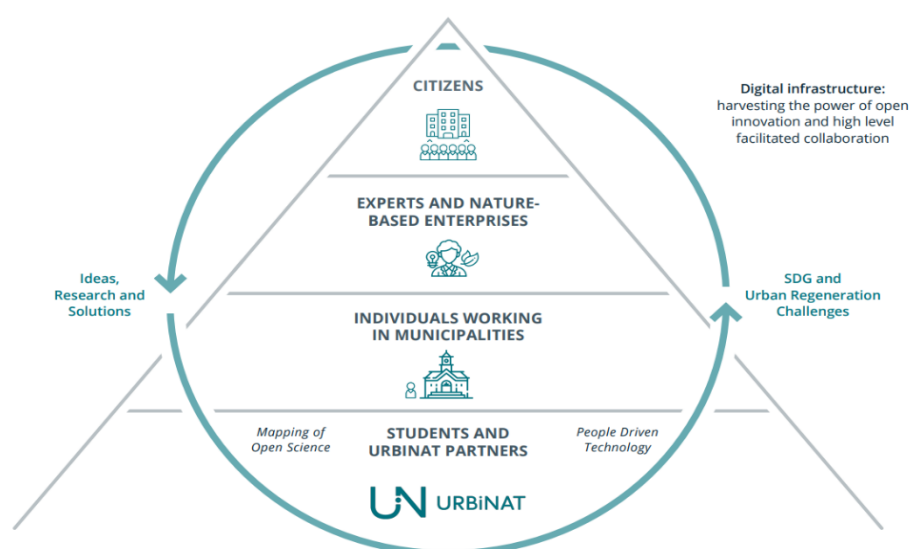 CITIZENS
Digital infrastructure:
harvesting the power of open
innovation and high level
facilitated collaboration
EXPERTS AND NATURE-
BASED ENTERPRISES
Ideas,
Research and
Solutions
SDG and
Urban Regeneration
Challenges
INDIVIDUALS WORKING
IN MUNICIPALITIES
Mapping of
Open Science
STUDENTS AND
URBINAT PARTNERS
People Driven
Technology
UN URBiNAT